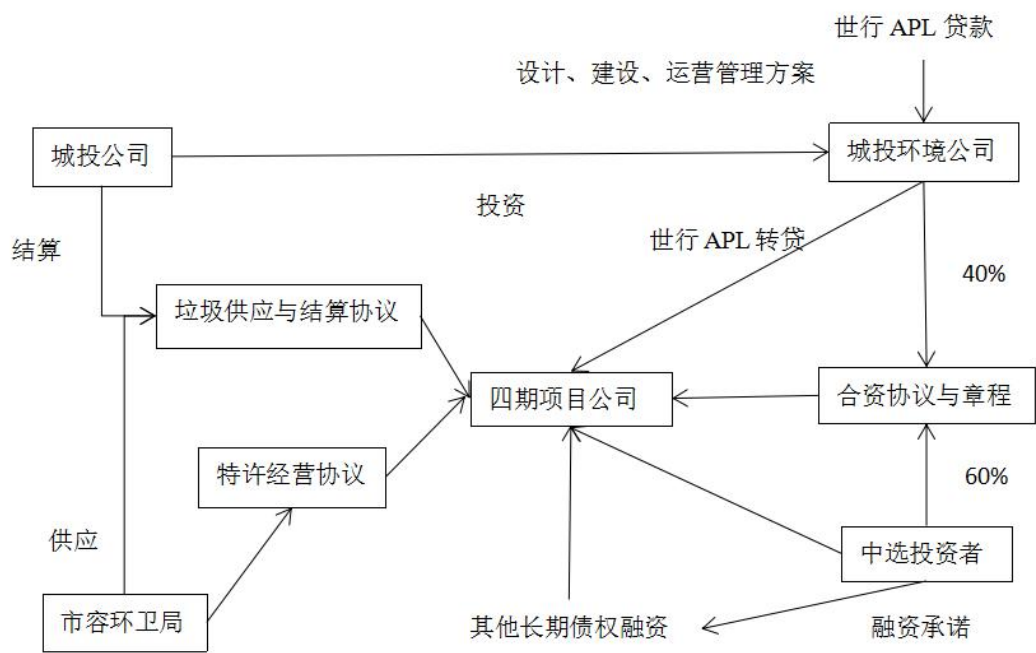 世行 APL 贷款
设计、建设、运营管理方案
城投公司
城投环境公司
投资
结算
世行 APL 转贷
40%
垃圾供应与结算协议
四期项目公司
合资协议与章程
特许经营协议
60%
供应
中选投资者
市容环卫局
其他长期债权融资
融资承诺